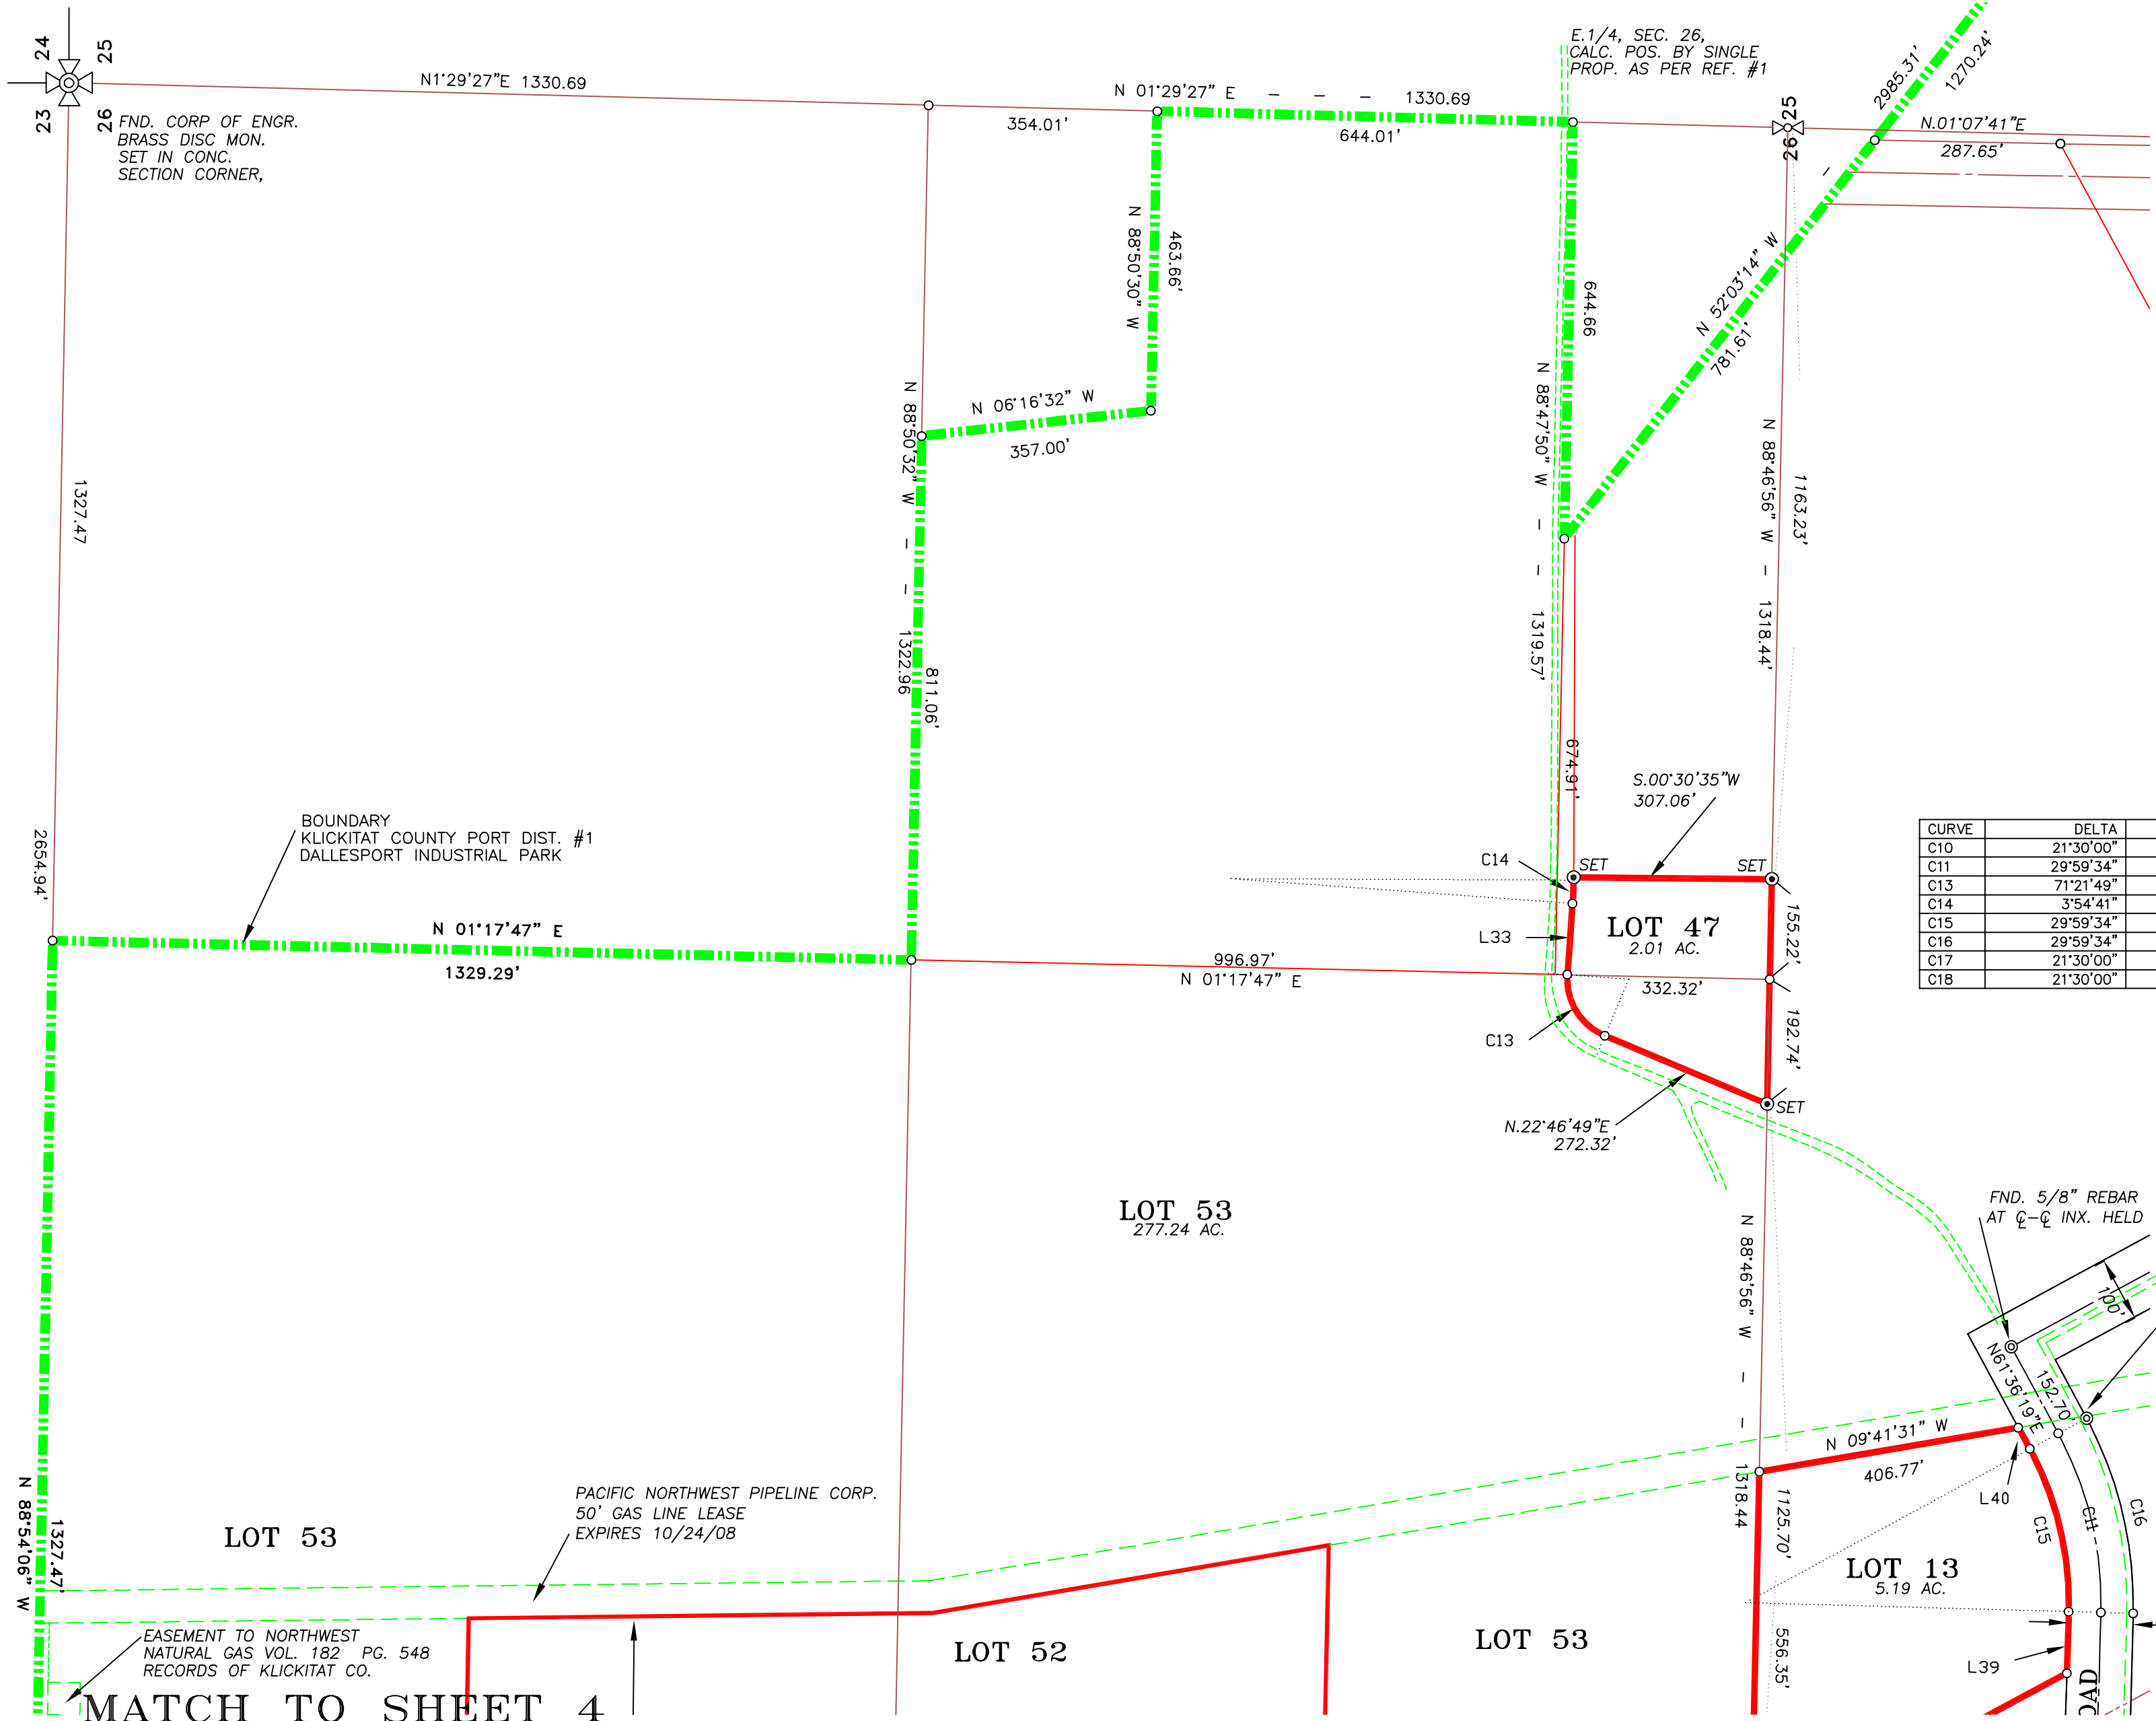 24
25
23
26
N1°29'27"E 1330.69
FND. CORP OF ENGR.
BRASS DISC MON.
SET IN CONC.
SECTION CORNER,
N 01°29'27" E - - - 1330.69
354.01'
644.01'
E.1/4, SEC. 26,
CALC. POS. BY SINGLE
PROP. AS PER REF. #1
25
26
N.01°07'41"E
287.65'
2985.31'
1270.24'
N 88°50'30" W
463.66'
N 06°16'32" W
357.00'
644.66
N 52°03'14" W
781.61'
N 88°47'50" W - - 1319.57'
N 88°46'56" W - 1318.44'
1163.23'
1327.47
2654.94'
N 88°50'32" W - - 1322.96
811.06'
674.91'
S.00°30'35"W
307.06'
BOUNDARY
KLICKITAT COUNTY PORT DIST. #1
DALLESPORT INDUSTRIAL PARK
CURVE DELTA
C10 21°30'00"
C11 29°59'34"
C13 71°21'49"
C14 3°54'41"
C15 29°59'34"
C16 29°59'34"
C17 21°30'00"
C18 21°30'00"
C14
SET
SET
LOT 47
2.01 AC.
L33
155.22'
N 01°17'47" E
1329.29'
996.97'
N 01°17'47" E
332.32'
C13
192.74'
SET
N.22°46'49"E
272.32'
LOT 53
277.24 AC.
FND. 5/8" REBAR
AT ℄-℄ INX. HELD
100'
N 88°46'56" W - - 1318.44
N61°36'19"E
152.70'
N 09°41'31" W
406.77'
L40
C15
C11
C16
1125.70'
N 88°54'06" W
1327.47'
LOT 53
PACIFIC NORTHWEST PIPELINE CORP.
50' GAS LINE LEASE
EXPIRES 10/24/08
LOT 13
5.19 AC.
EASEMENT TO NORTHWEST
NATURAL GAS VOL. 182 PG. 548
RECORDS OF KLICKITAT CO.
LOT 52
LOT 53
556.35'
L39
OAD
MATCH TO SHEET 4